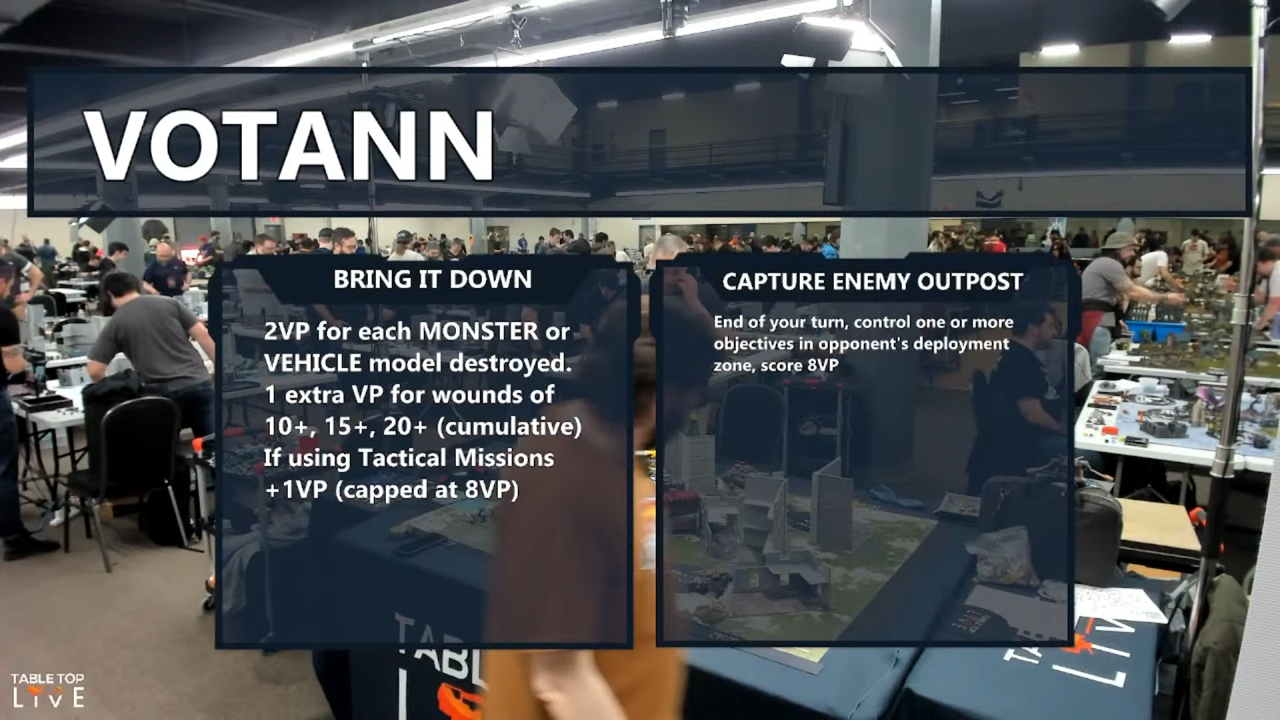 VOTANN
BRING IT DOWN
2VP for each MONSTER or
VEHICLE model destroyed.
1 extra VP for wounds of
10+, 15+, 20+ (cumulative)
If using Tactical Missions
+1VP (capped at 8VP)
CAPTURE ENEMY OUTPOST
End of your turn, control one or more
objectives in opponent's deployment
zone, score 8VP
TABLE TOP
LIVE